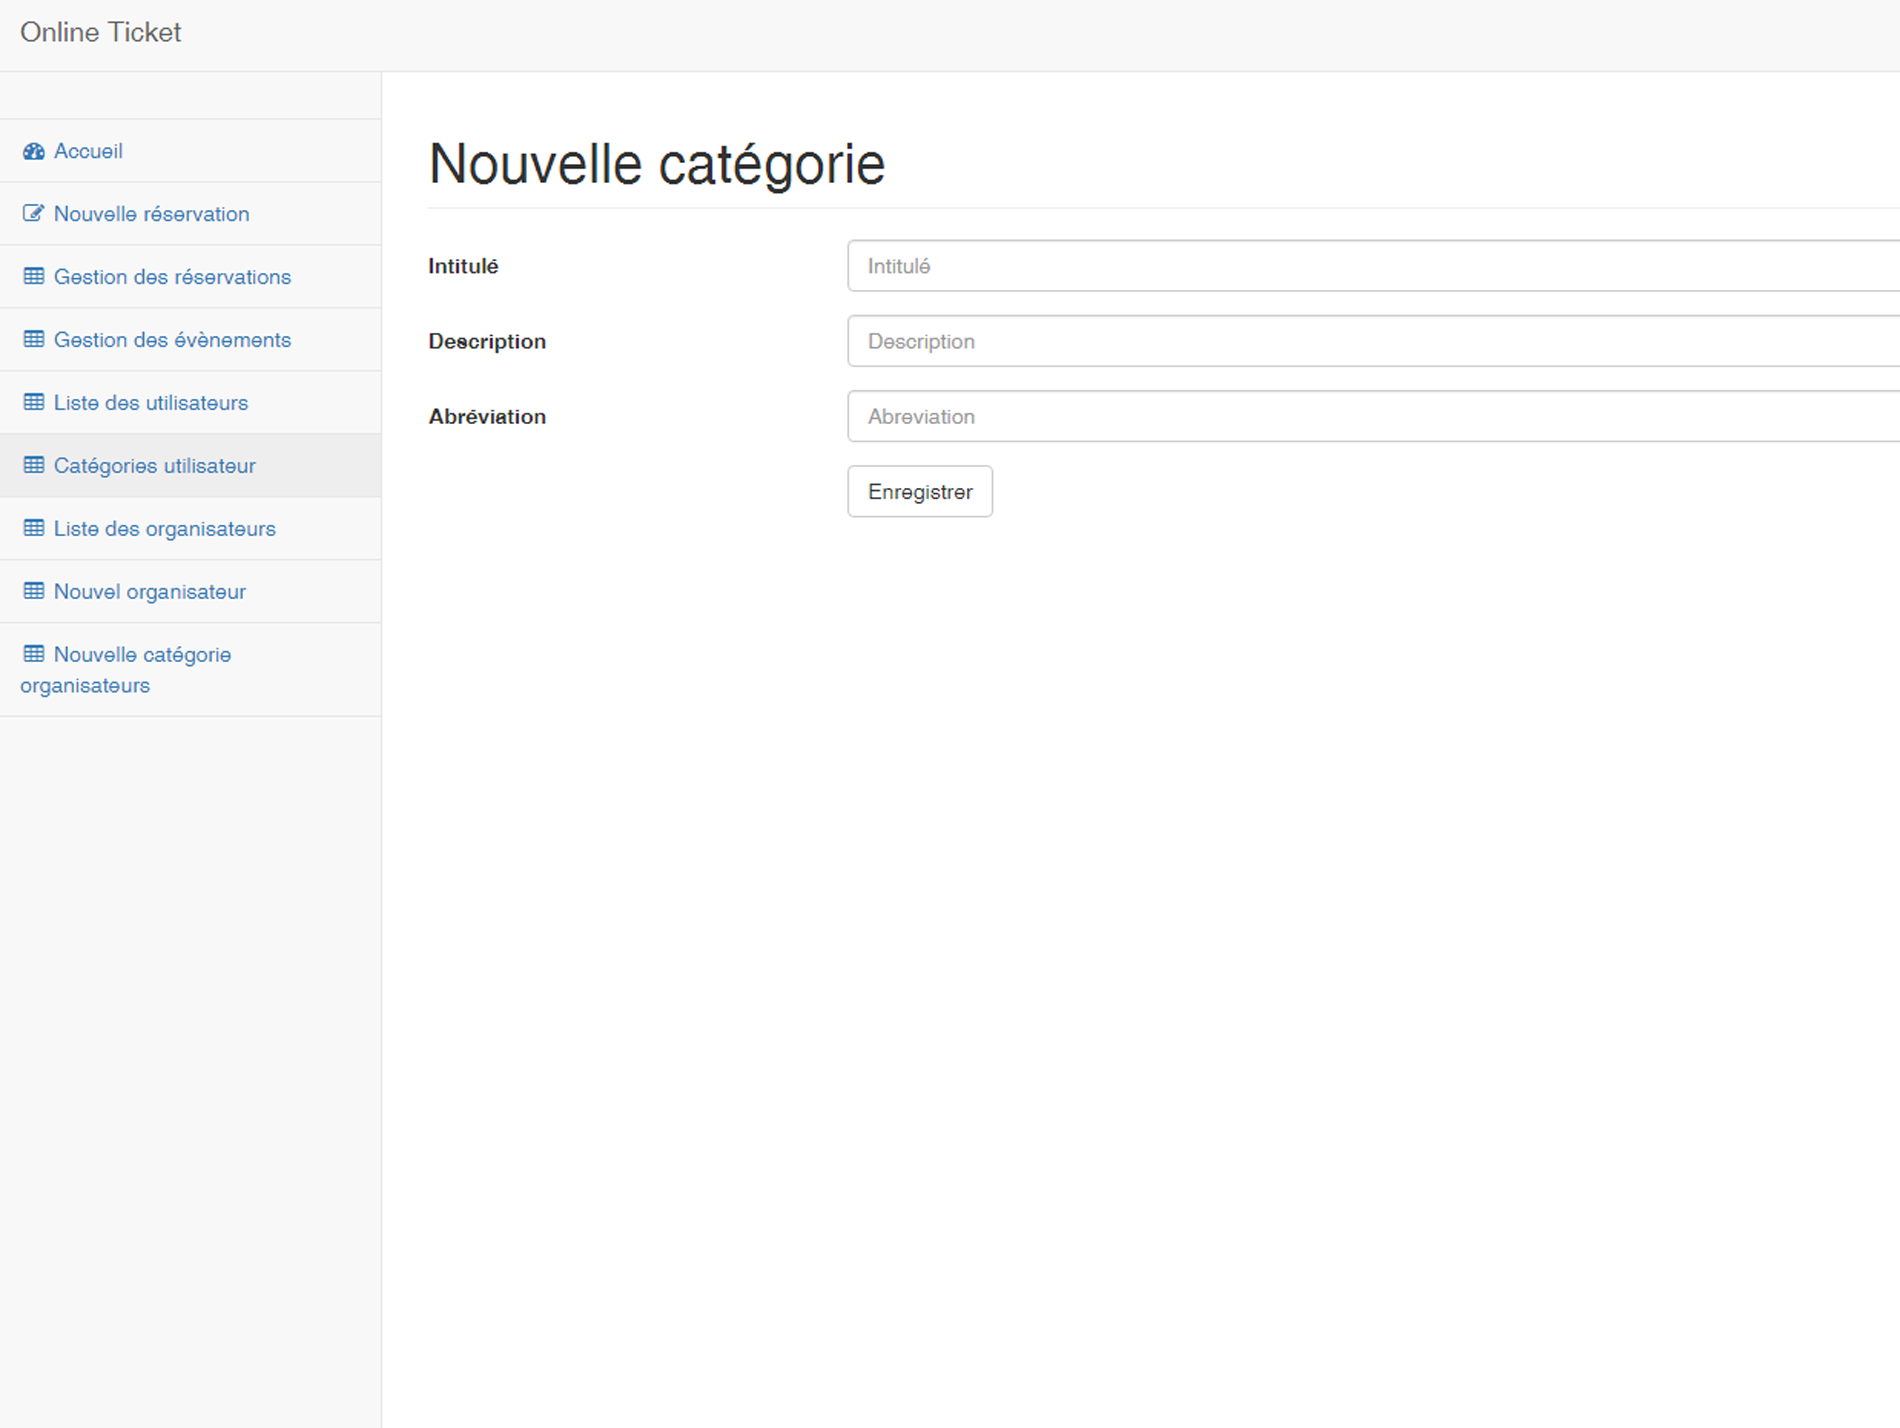 Online Ticket
Accueil
Nouvelle réservation
Gestion des réservations
Gestion des évènements
Liste des utilisateurs
Catégories utilisateur
Liste des organisateurs
Nouvel organisateur
Nouvelle catégorie
organisateurs
Nouvelle catégorie
Intitulé
Intitulé
Description
Description
Abréviation
Abreviation
Enregistrer